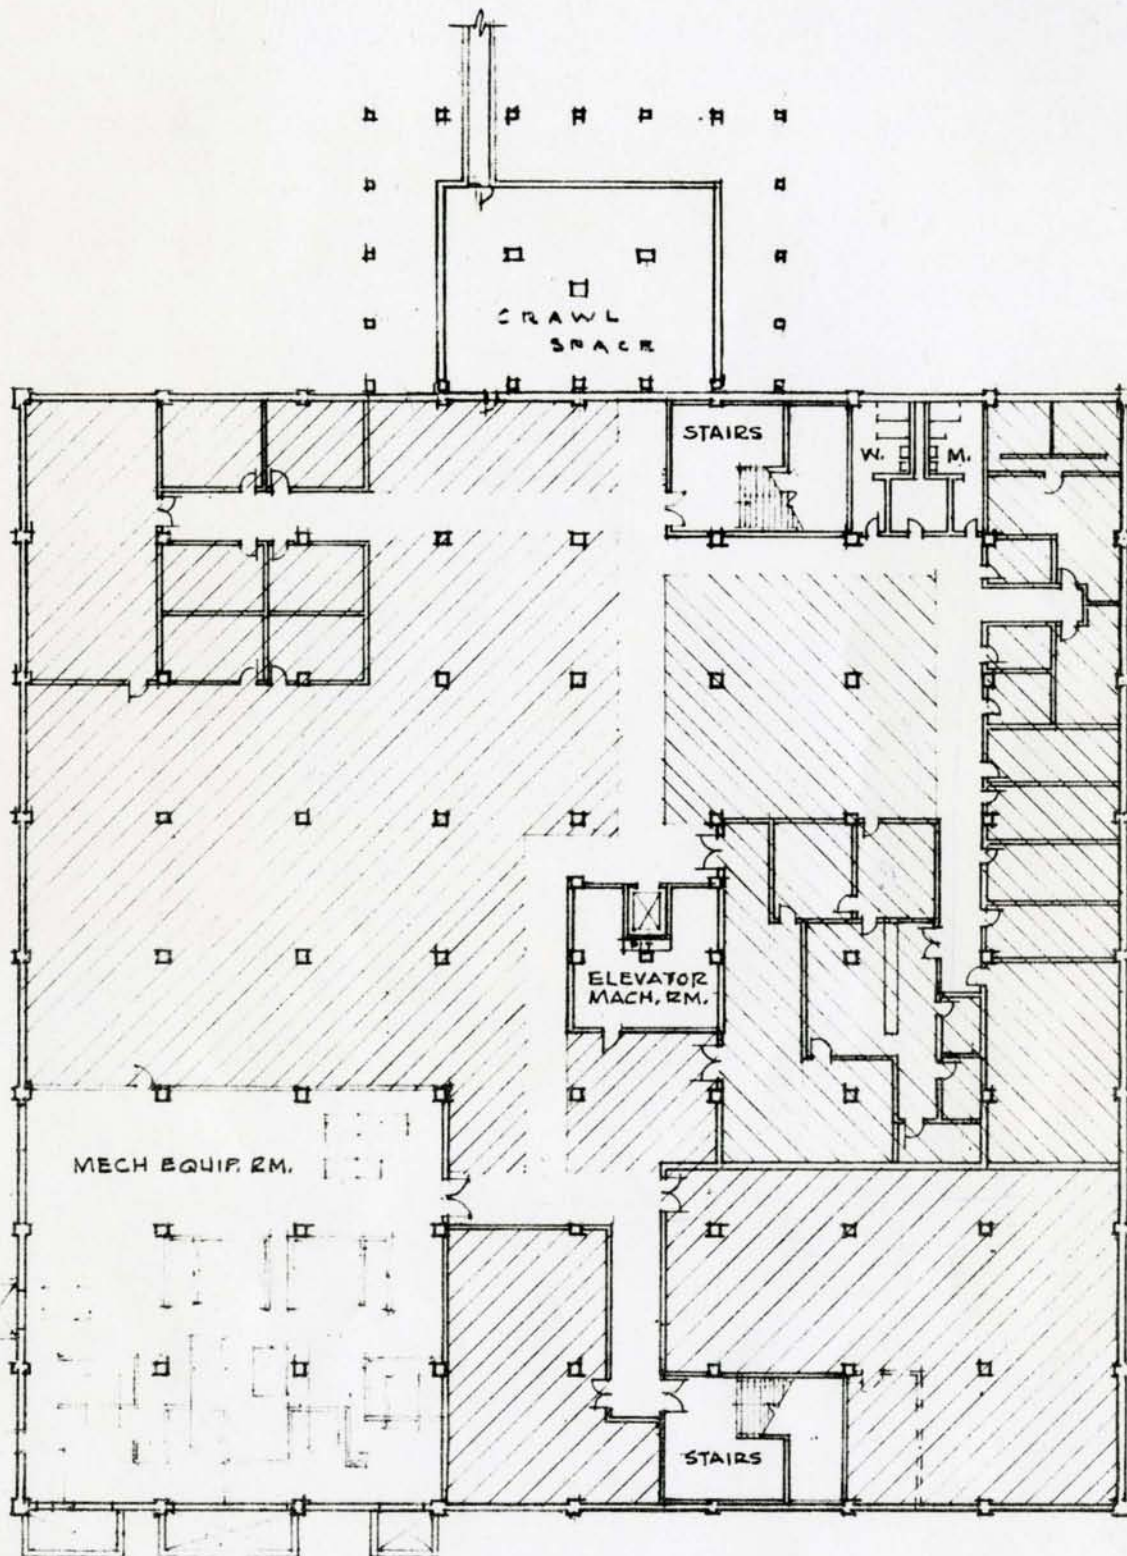 CRAWL
SPACE
STAIRS
W.
M.
ELEVATOR
MACH. RM.
MECH EQUIP. RM.
STAIRS